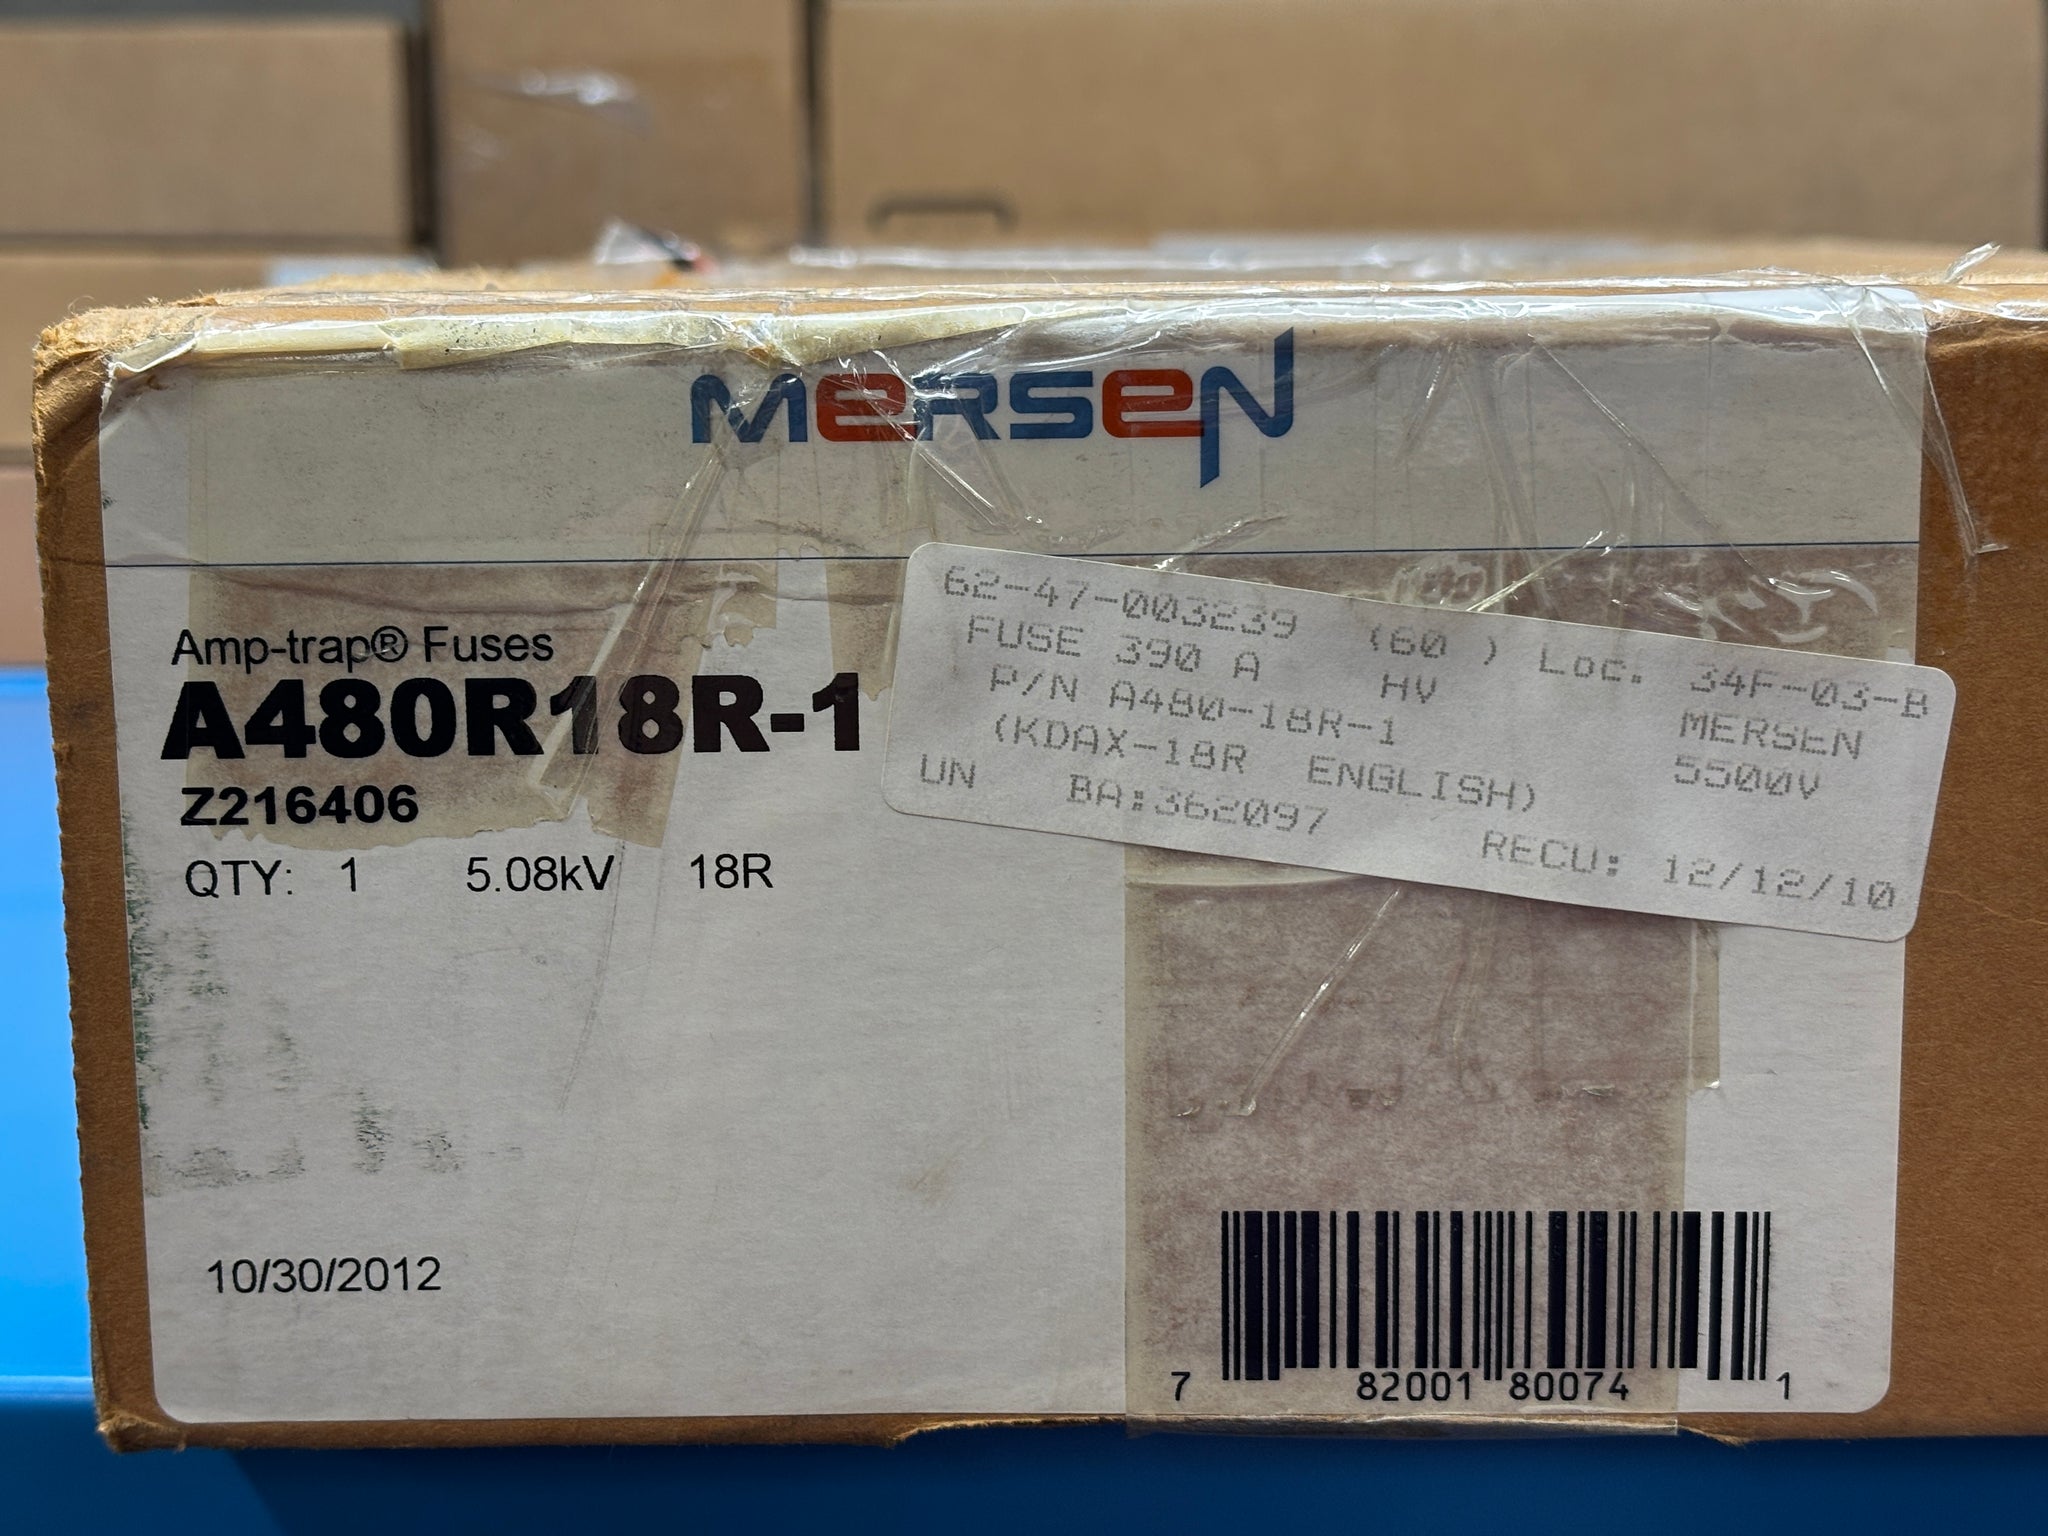 MERSEN
Amp-trap® Fuses
A480R18R-1
Z216406
QTY: 1 5.08kV 18R
10/30/2012
62-47-003239 (60 ) Loc. 34F-03-B
FUSE 390 A HV MERSEN
P/N A480-18R-1 5500V
(KDAX-18R ENGLISH)
UN BA:362097 RECU: 12/12/10
7 82001 80074 1